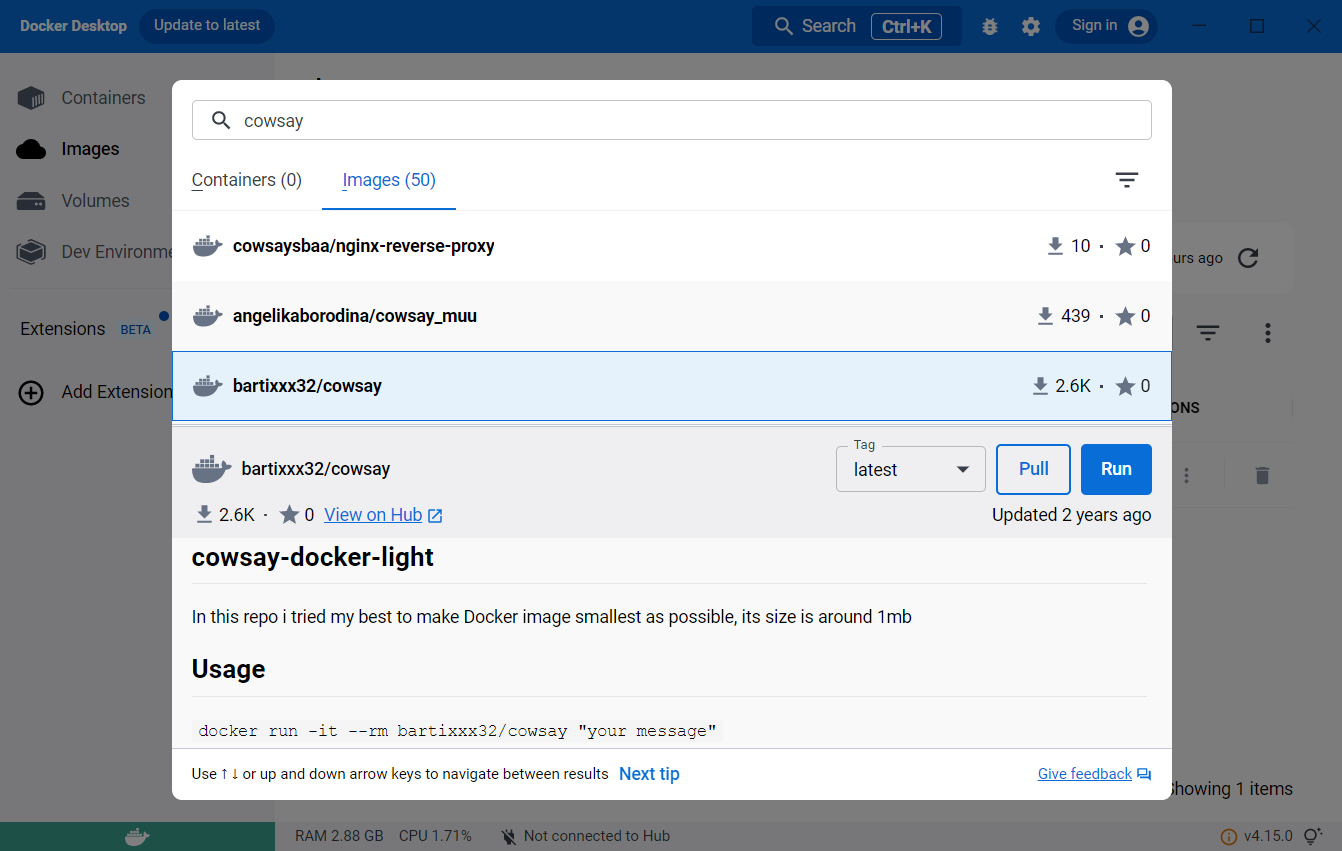 Docker Desktop Update to latest Search Ctrl+K Sign in
cowsay
Containers
Containers (0) Images (50)
Images
Volumes
cowsaysbaa/nginx-reverse-proxy 10 · 0
Dev Environme
urs ago
angelikaborodina/cowsay_muu 439 · 0
Extensions BETA
bartixxx32/cowsay 2.6K · 0
Add Extension
ONS
bartixxx32/cowsay Tag latest Pull Run
2.6K · 0 View on Hub Updated 2 years ago
cowsay-docker-light
In this repo i tried my best to make Docker image smallest as possible, its size is around 1mb
Usage
docker run -it --rm bartixxx32/cowsay "your message"
Use ↑ ↓ or up and down arrow keys to navigate between results Next tip Give feedback
Showing 1 items
RAM 2.88 GB CPU 1.71% Not connected to Hub v4.15.0